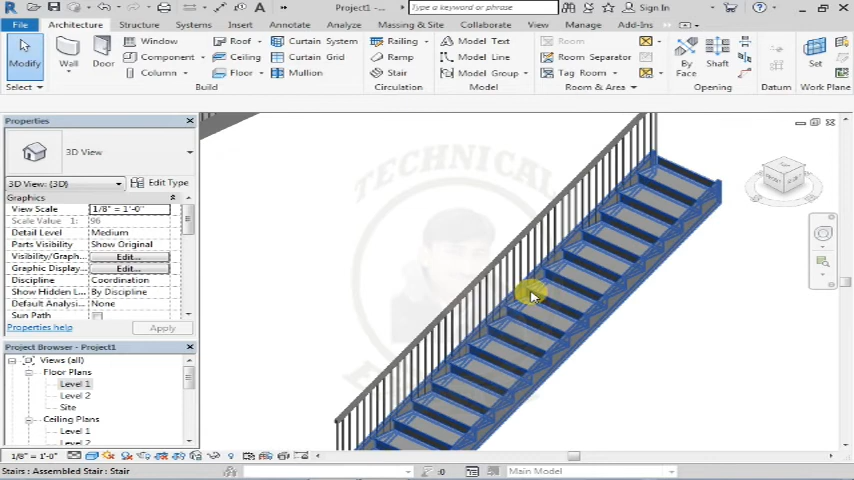 Project1 -...
Type a keyword or phrase
Sign In
File Architecture Structure Systems Insert Annotate Analyze Massing & Site Collaborate View Manage Add-Ins
Modify Wall Door Window Component Column Roof Ceiling Floor Curtain System Curtain Grid Mullion
Railing Ramp Stair Model Text Model Line Model Group Room Room Separator Tag Room
By Face Shaft Set
Select Build Circulation Model Room & Area Opening Datum Work Plane
Properties
3D View
3D View: {3D} Edit Type
Graphics
View Scale 1/8" = 1'-0"
Scale Value 1: 96
Detail Level Medium
Parts Visibility Show Original
Visibility/Graph... Edit...
Graphic Display... Edit...
Discipline Coordination
Show Hidden L... By Discipline
Default Analysi... None
Sun Path
Properties help Apply
Project Browser - Project1
Views (all)
Floor Plans
Level 1
Level 2
Site
Ceiling Plans
Level 1
Level 2
TECHNICAL
1/8" = 1'-0"
Stairs : Assembled Stair : Stair
:0
Main Model